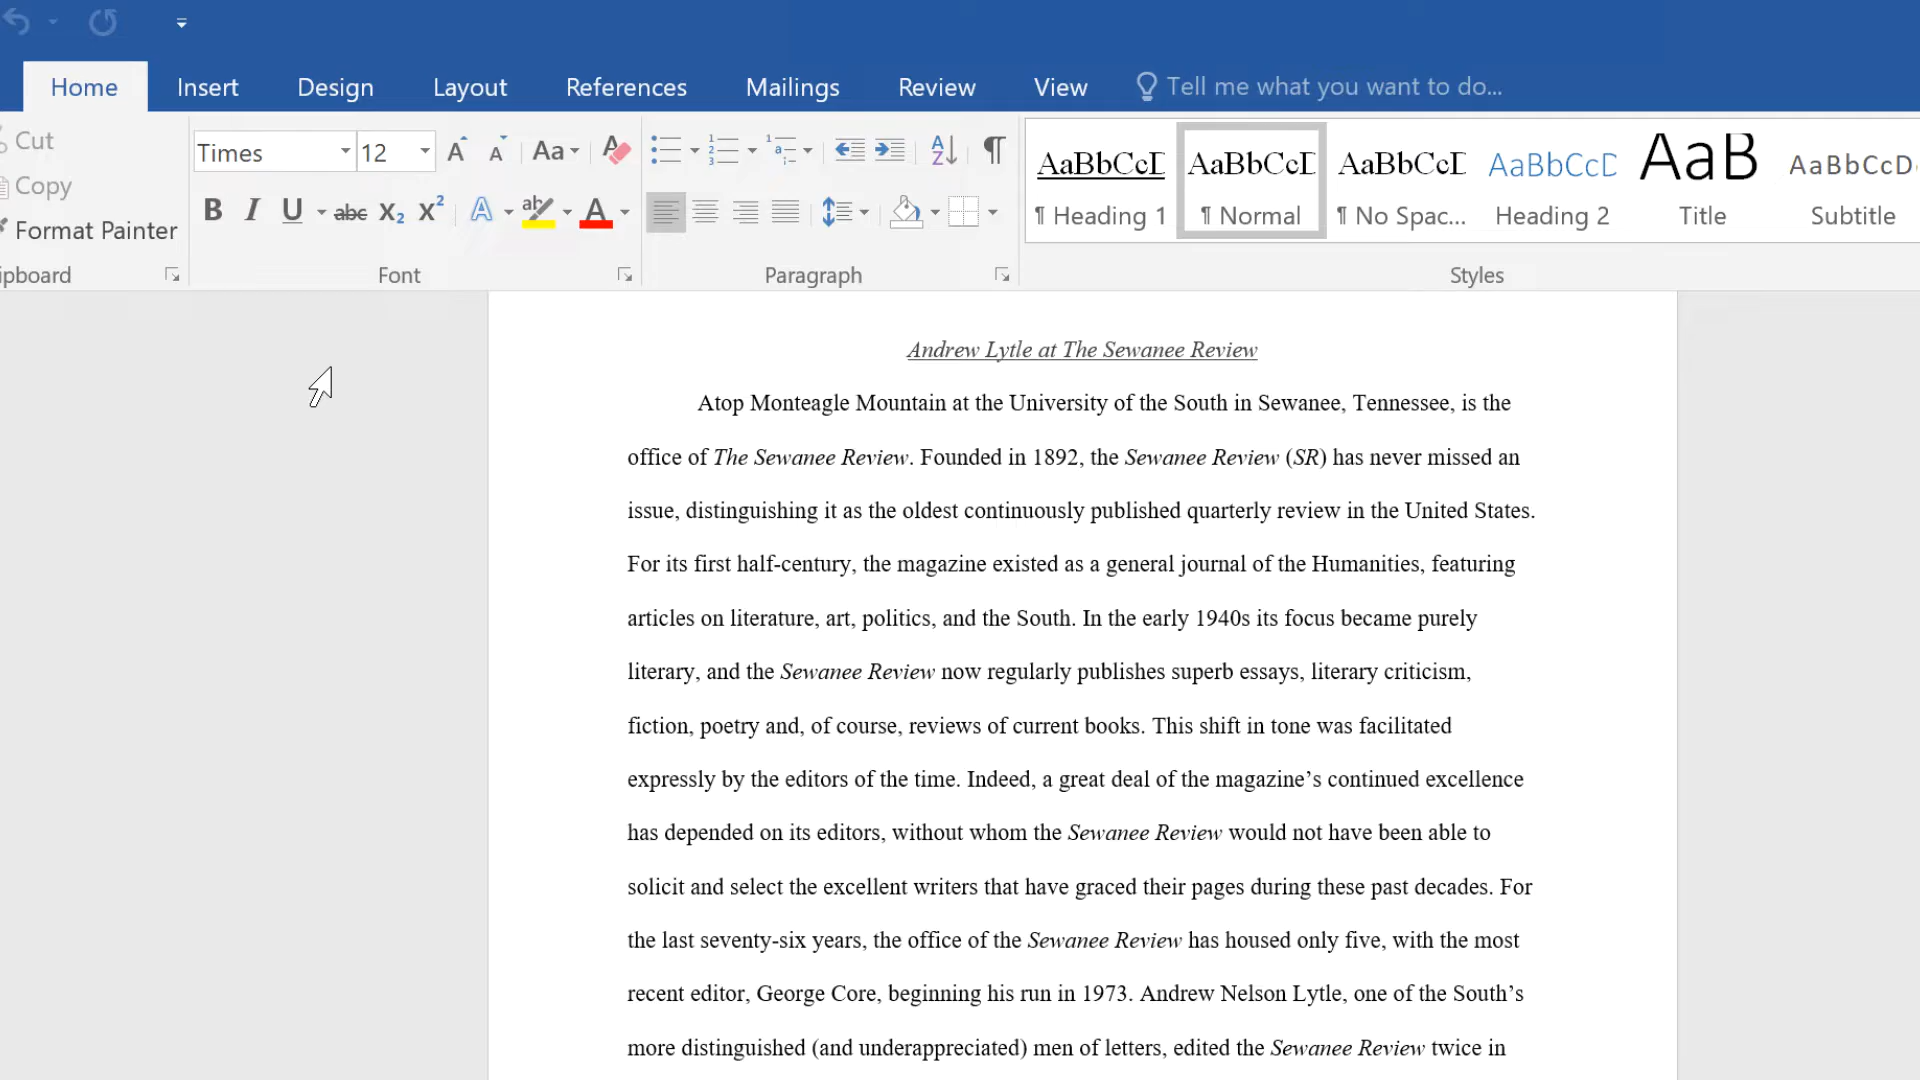 Home Insert Design Layout References Mailings Review View Tell me what you want to do...
Cut
Copy
Format Painter
ipboard
Times 12
Font
Paragraph
AaBbCcD AaBbCcD AaBbCcD AaBbCcD AaB AaBbCcD
¶ Heading 1 ¶ Normal ¶ No Spac... Heading 2 Title Subtitle
Styles
Andrew Lytle at The Sewanee Review
Atop Monteagle Mountain at the University of the South in Sewanee, Tennessee, is the
office of The Sewanee Review. Founded in 1892, the Sewanee Review (SR) has never missed an
issue, distinguishing it as the oldest continuously published quarterly review in the United States.
For its first half-century, the magazine existed as a general journal of the Humanities, featuring
articles on literature, art, politics, and the South. In the early 1940s its focus became purely
literary, and the Sewanee Review now regularly publishes superb essays, literary criticism,
fiction, poetry and, of course, reviews of current books. This shift in tone was facilitated
expressly by the editors of the time. Indeed, a great deal of the magazine’s continued excellence
has depended on its editors, without whom the Sewanee Review would not have been able to
solicit and select the excellent writers that have graced their pages during these past decades. For
the last seventy-six years, the office of the Sewanee Review has housed only five, with the most
recent editor, George Core, beginning his run in 1973. Andrew Nelson Lytle, one of the South’s
more distinguished (and underappreciated) men of letters, edited the Sewanee Review twice in